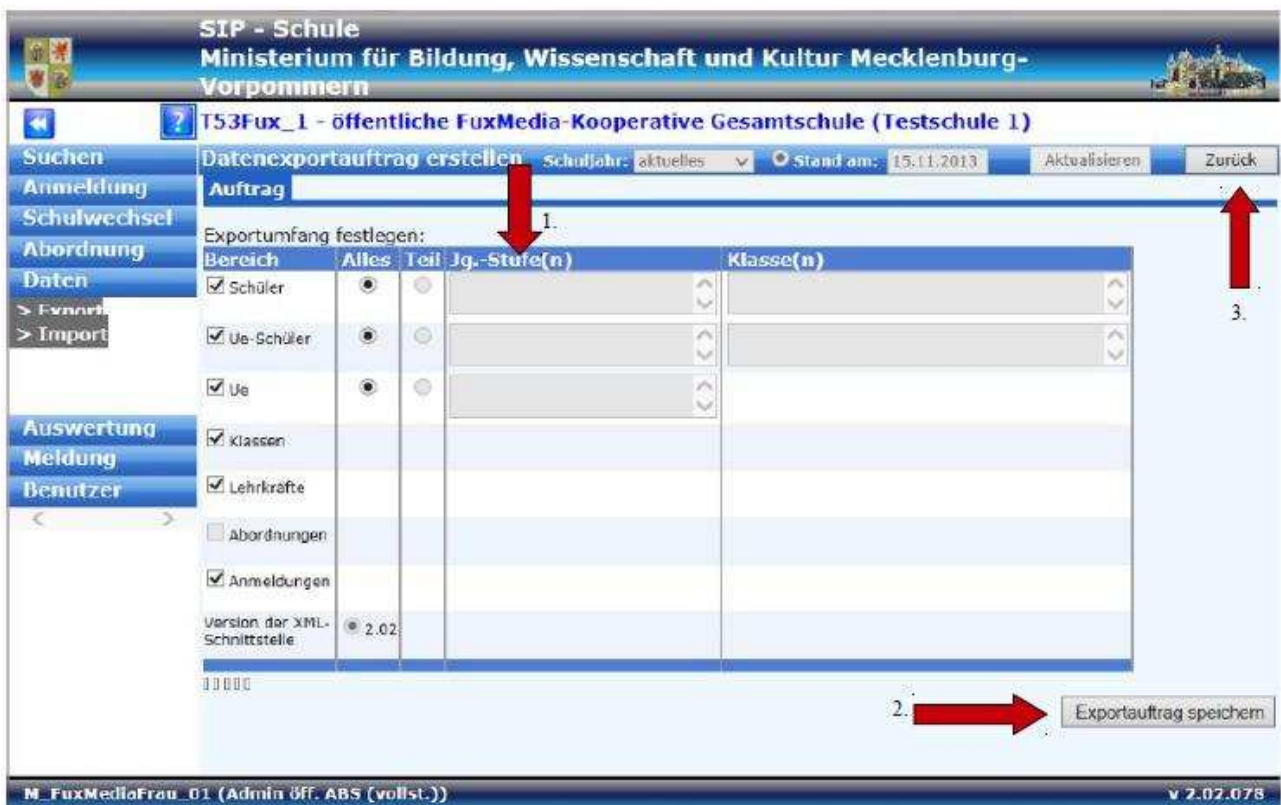 SIP - Schule
Ministerium für Bildung, Wissenschaft und Kultur Mecklenburg-
Vorpommern
? T53Fux_1 - öffentliche FuxMedia-Kooperative Gesamtschule (Testschule 1)
Suchen
Anmeldung
Schulwechsel
Abordnung
Daten
> Export
> Import
Auswertung
Meldung
Benutzer
< >
Datenexportauftrag erstellen Schuljahr: aktuelles Stand am: 15.11.2013 Aktualisieren Zurück
Auftrag
1.
3.
Exportumfang festlegen:
Bereich Alles Teil Jg.-Stufe(n) Klasse(n)
Schüler
Ue-Schüler
Ue
Klassen
Lehrkräfte
Abordnungen
Anmeldungen
Version der XML- 2.02
Schnittstelle
2.
Exportauftrag speichern
M_FuxMediaFrau_01 (Admin öff. ABS (vollst.)) v 2.02.078